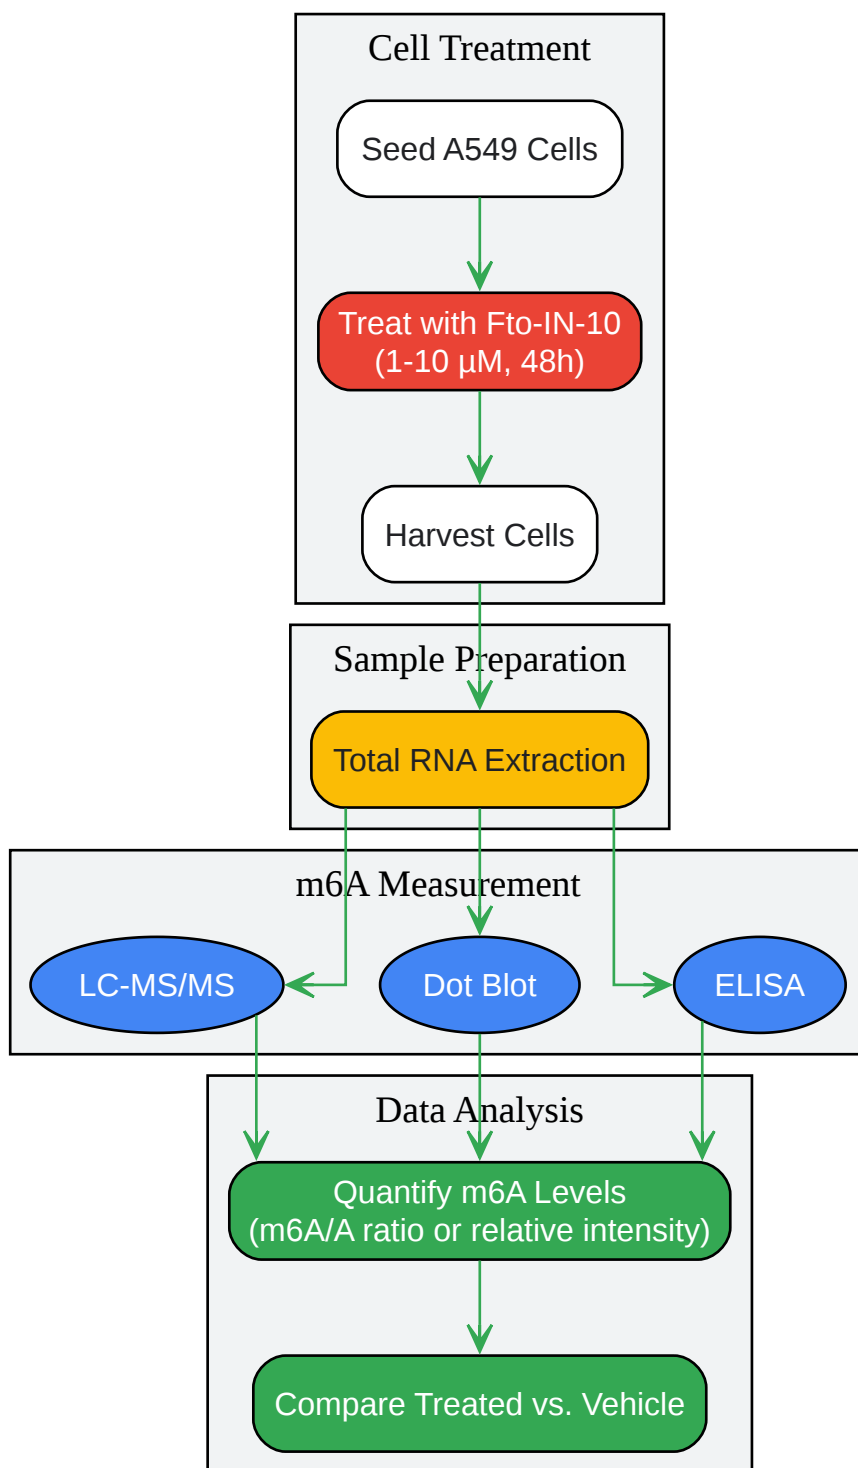 Cell Treatment
Seed A549 Cells
Treat with Fto-IN-10
(1-10 µM, 48h)
Harvest Cells
Sample Preparation
Total RNA Extraction
m6A Measurement
LC-MS/MS
Dot Blot
ELISA
Data Analysis
Quantify m6A Levels
(m6A/A ratio or relative intensity)
Compare Treated vs. Vehicle